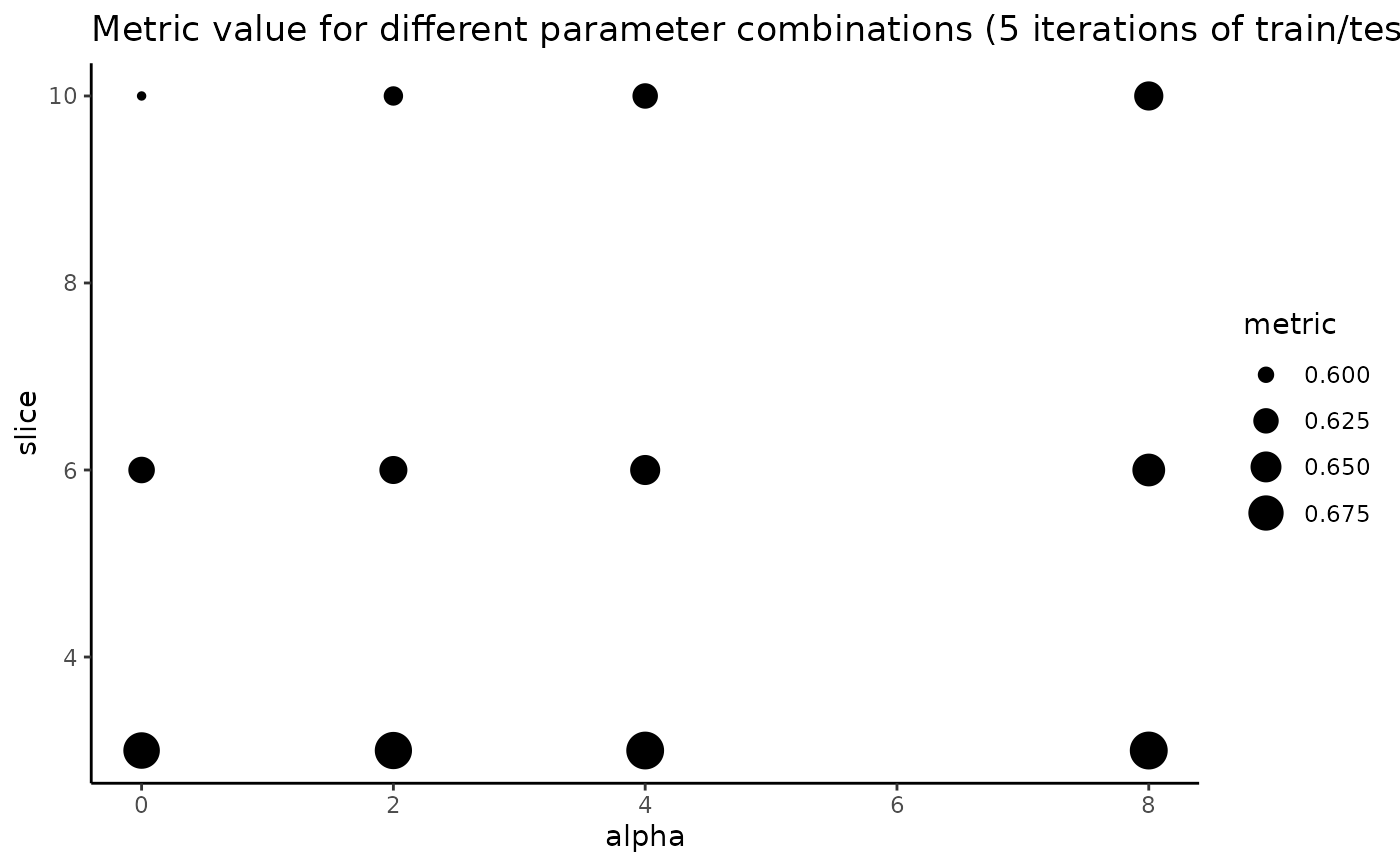 Metric value for different parameter combinations (5 iterations of train/tes
10
8
6
4
slice
0 2 4 6 8
alpha
metric
0.600
0.625
0.650
0.675